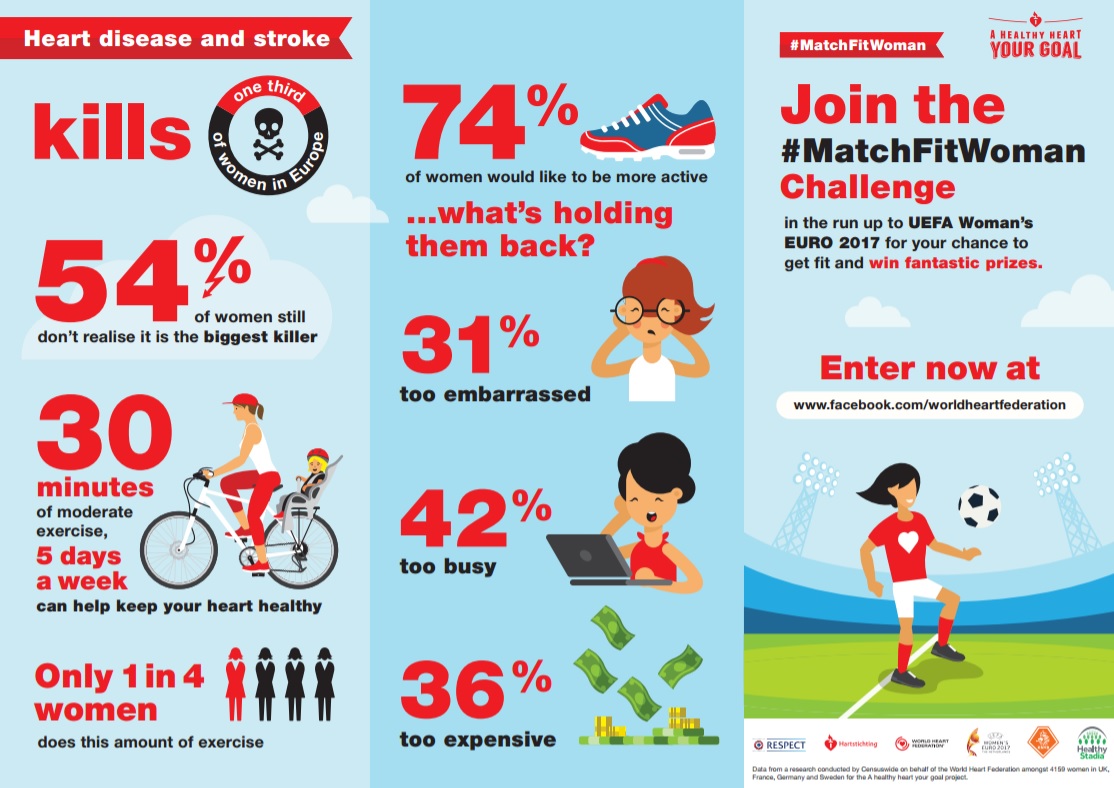 Heart disease and stroke
kills
one third
of women in Europe
54%
of women still
don't realise it is the biggest killer
30
minutes
of moderate
exercise,
5 days
a week
can help keep your heart healthy
Only 1 in 4
women
does this amount of exercise
74%
of women would like to be more active
...what's holding
them back?
31%
too embarrassed
42%
too busy
36%
too expensive
#MatchFitWoman
A HEALTHY HEART
YOUR GOAL
Join the
#MatchFitWoman
Challenge
in the run up to UEFA Woman's
EURO 2017 for your chance to
get fit and win fantastic prizes.
Enter now at
www.facebook.com/worldheartfederation
RESPECT
Hartstichting
WORLD HEART
FEDERATION
WOMEN'S
EURO 2017
Healthy
Stadia
Data from a research conducted by Censuswide on behalf of the World Heart Federation amongst 4159 women in UK,
France, Germany and Sweden for the A healthy heart your goal project.